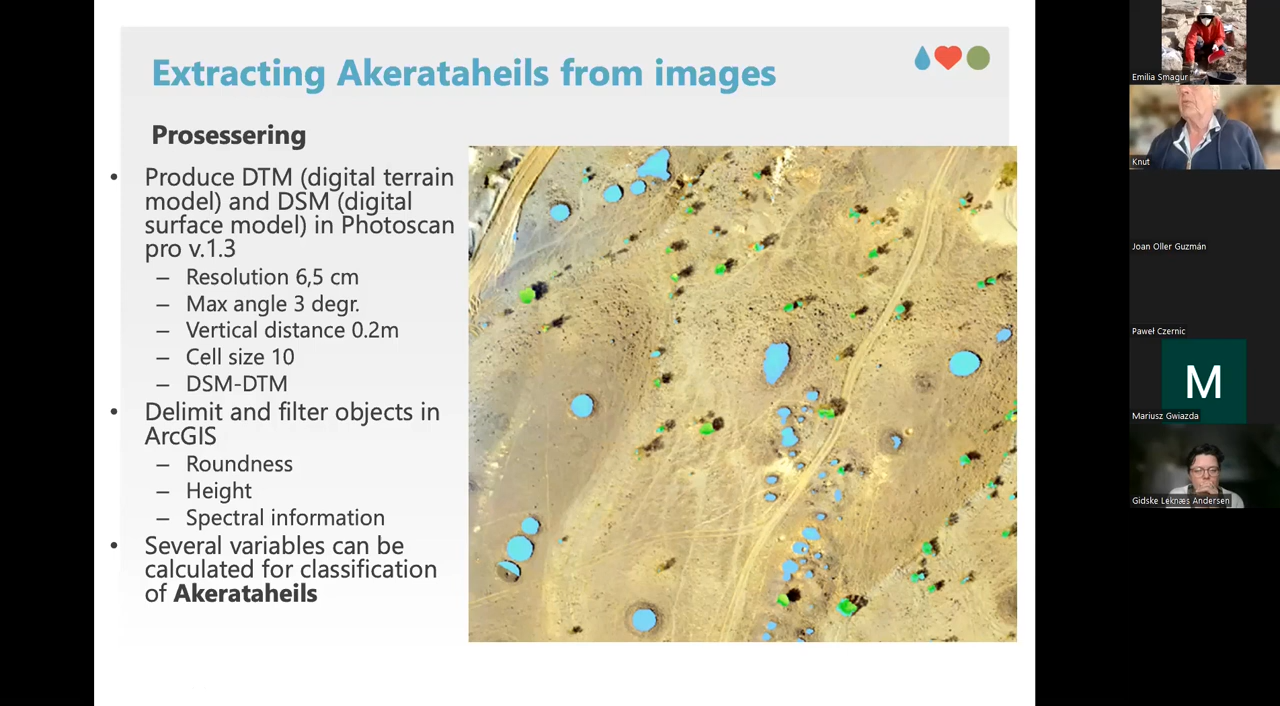 Extracting Akerataheils from images
Prosessering
• Produce DTM (digital terrain
model) and DSM (digital
surface model) in Photoscan
pro v.1.3
– Resolution 6,5 cm
– Max angle 3 degr.
– Vertical distance 0.2m
– Cell size 10
– DSM-DTM
• Delimit and filter objects in
ArcGIS
– Roundness
– Height
– Spectral information
• Several variables can be
calculated for classification
of Akerataheils
Emilia Smagur
Knut
Joan Oller Guzmán
Paweł Czernic
M
Mariusz Gwiazda
Gidske Leknæs Andersen